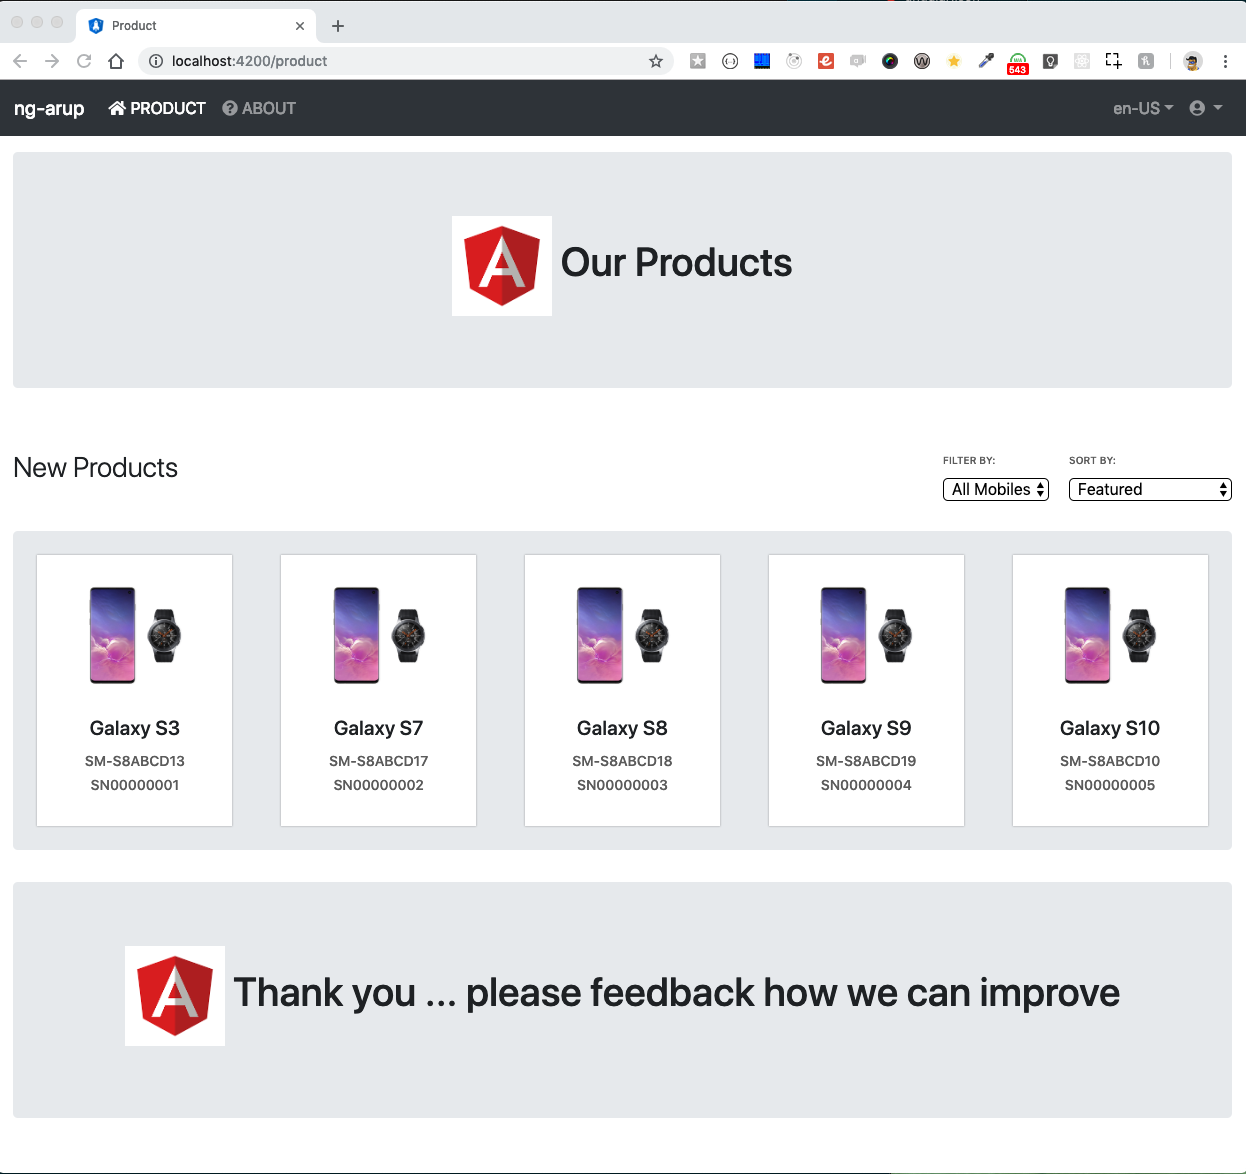 Product
localhost:4200/product
543
ng-arup PRODUCT ABOUT en-US
Our Products
New Products
FILTER BY: SORT BY:
All Mobiles Featured
Galaxy S3
SM-S8ABCD13
SN00000001
Galaxy S7
SM-S8ABCD17
SN00000002
Galaxy S8
SM-S8ABCD18
SN00000003
Galaxy S9
SM-S8ABCD19
SN00000004
Galaxy S10
SM-S8ABCD10
SN00000005
Thank you ... please feedback how we can improve